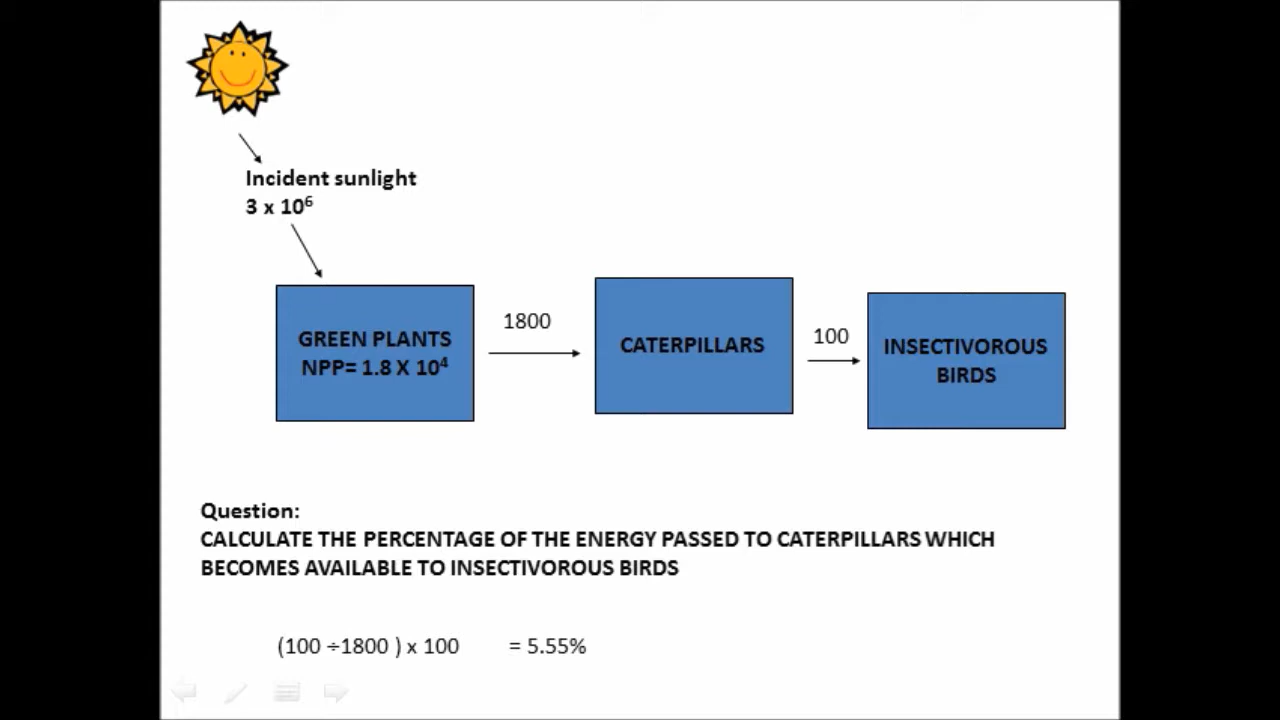 Incident sunlight
3 x 10⁶
GREEN PLANTS
NPP= 1.8 X 10⁴
1800
CATERPILLARS
100
INSECTIVOROUS
BIRDS
Question:
CALCULATE THE PERCENTAGE OF THE ENERGY PASSED TO CATERPILLARS WHICH
BECOMES AVAILABLE TO INSECTIVOROUS BIRDS
(100 ÷1800 ) x 100 = 5.55%